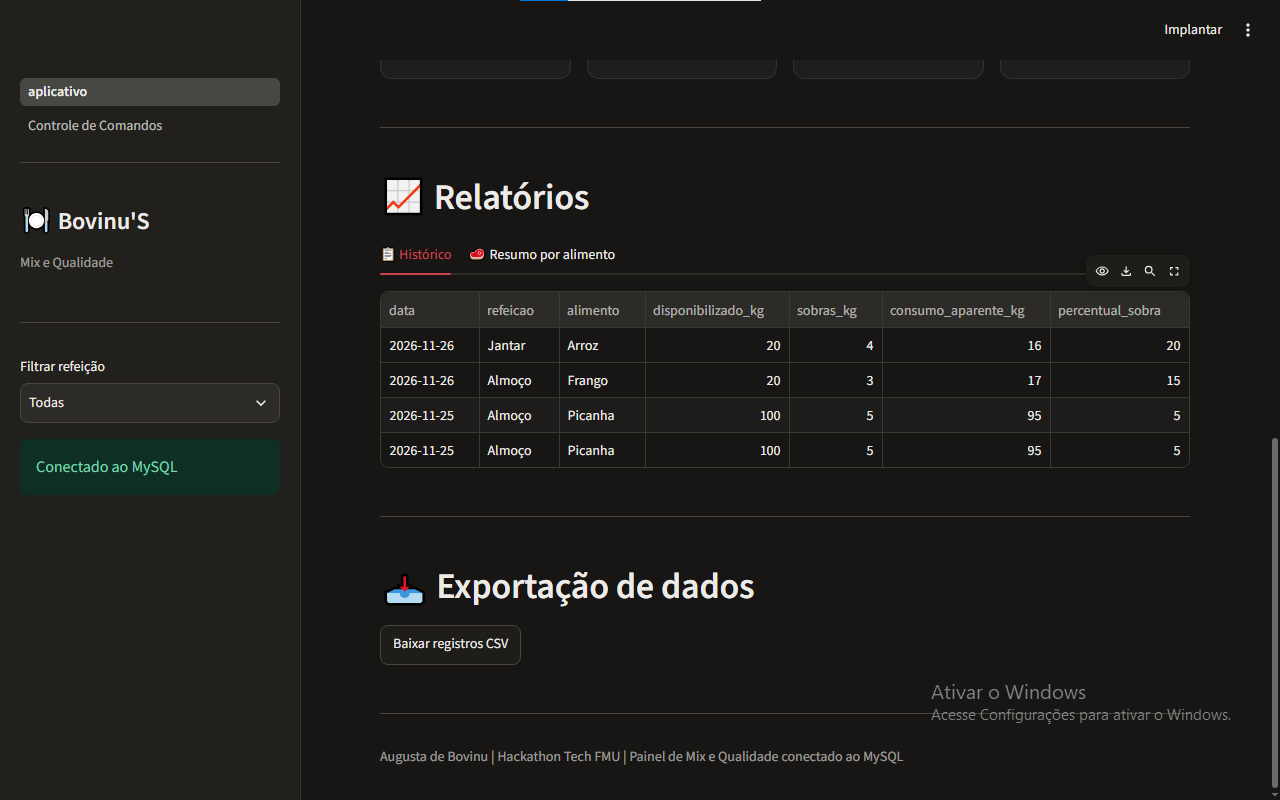 Implantar
aplicativo
Controle de Comandos
Bovinu'S
Mix e Qualidade
Filtrar refeição
Todas
Conectado ao MySQL
Relatórios
Histórico Resumo por alimento
data refeicao alimento disponibilizado_kg sobras_kg consumo_aparente_kg percentual_sobra
2026-11-26 Jantar Arroz 20 4 16 20
2026-11-26 Almoço Frango 20 3 17 15
2026-11-25 Almoço Picanha 100 5 95 5
2026-11-25 Almoço Picanha 100 5 95 5
Exportação de dados
Baixar registros CSV
Ativar o Windows
Acesse Configurações para ativar o Windows.
Augusta de Bovinu | Hackathon Tech FMU | Painel de Mix e Qualidade conectado ao MySQL